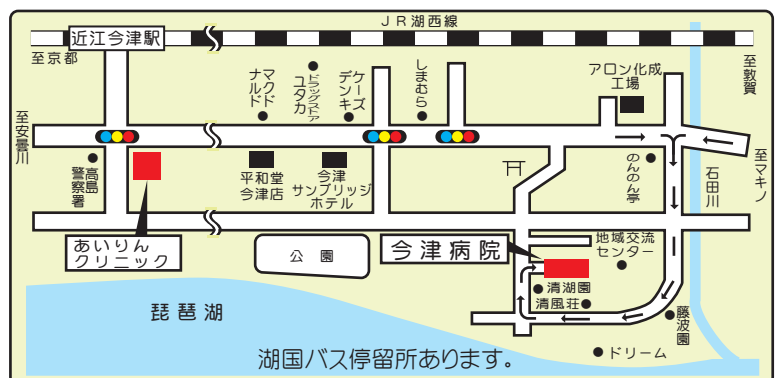 JR湖西線
近江今津駅
至京都
至敦賀
マクド
ナルド
ドラッグストア
ユタカ
ケーズ
デンキ
しまむら
アロン化成
工場
至安曇川
至マキノ
高島
警察署
平和堂
今津店
今津
サンブリッジ
ホテル
のんのん亭
石田川
あいりん
クリニック
公園
今津病院
地域交流
センター
清湖園
清風荘
藤波園
琵琶湖
湖国バス停留所あります。
ドリーム